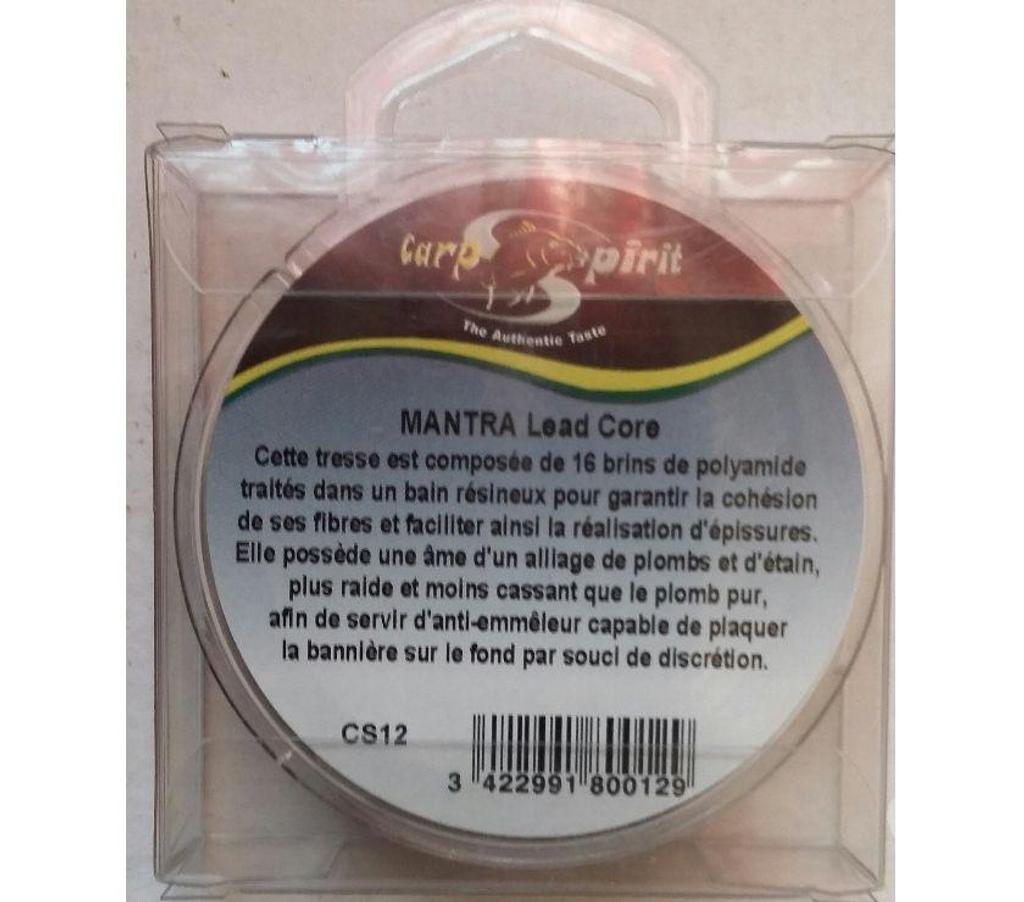 Carp Spirit
The Authentic Taste
MANTRA Lead Core
Cette tresse est composée de 16 brins de polyamide
traités dans un bain résineux pour garantir la cohésion
de ses fibres et faciliter ainsi la réalisation d'épissures.
Elle possède une âme d'un alliage de plombs et d'étain,
plus raide et moins cassant que le plomb pur,
afin de servir d'anti-emmêleur capable de plaquer
la bannière sur le fond par souci de discrétion.
CS12
3 422991 800129